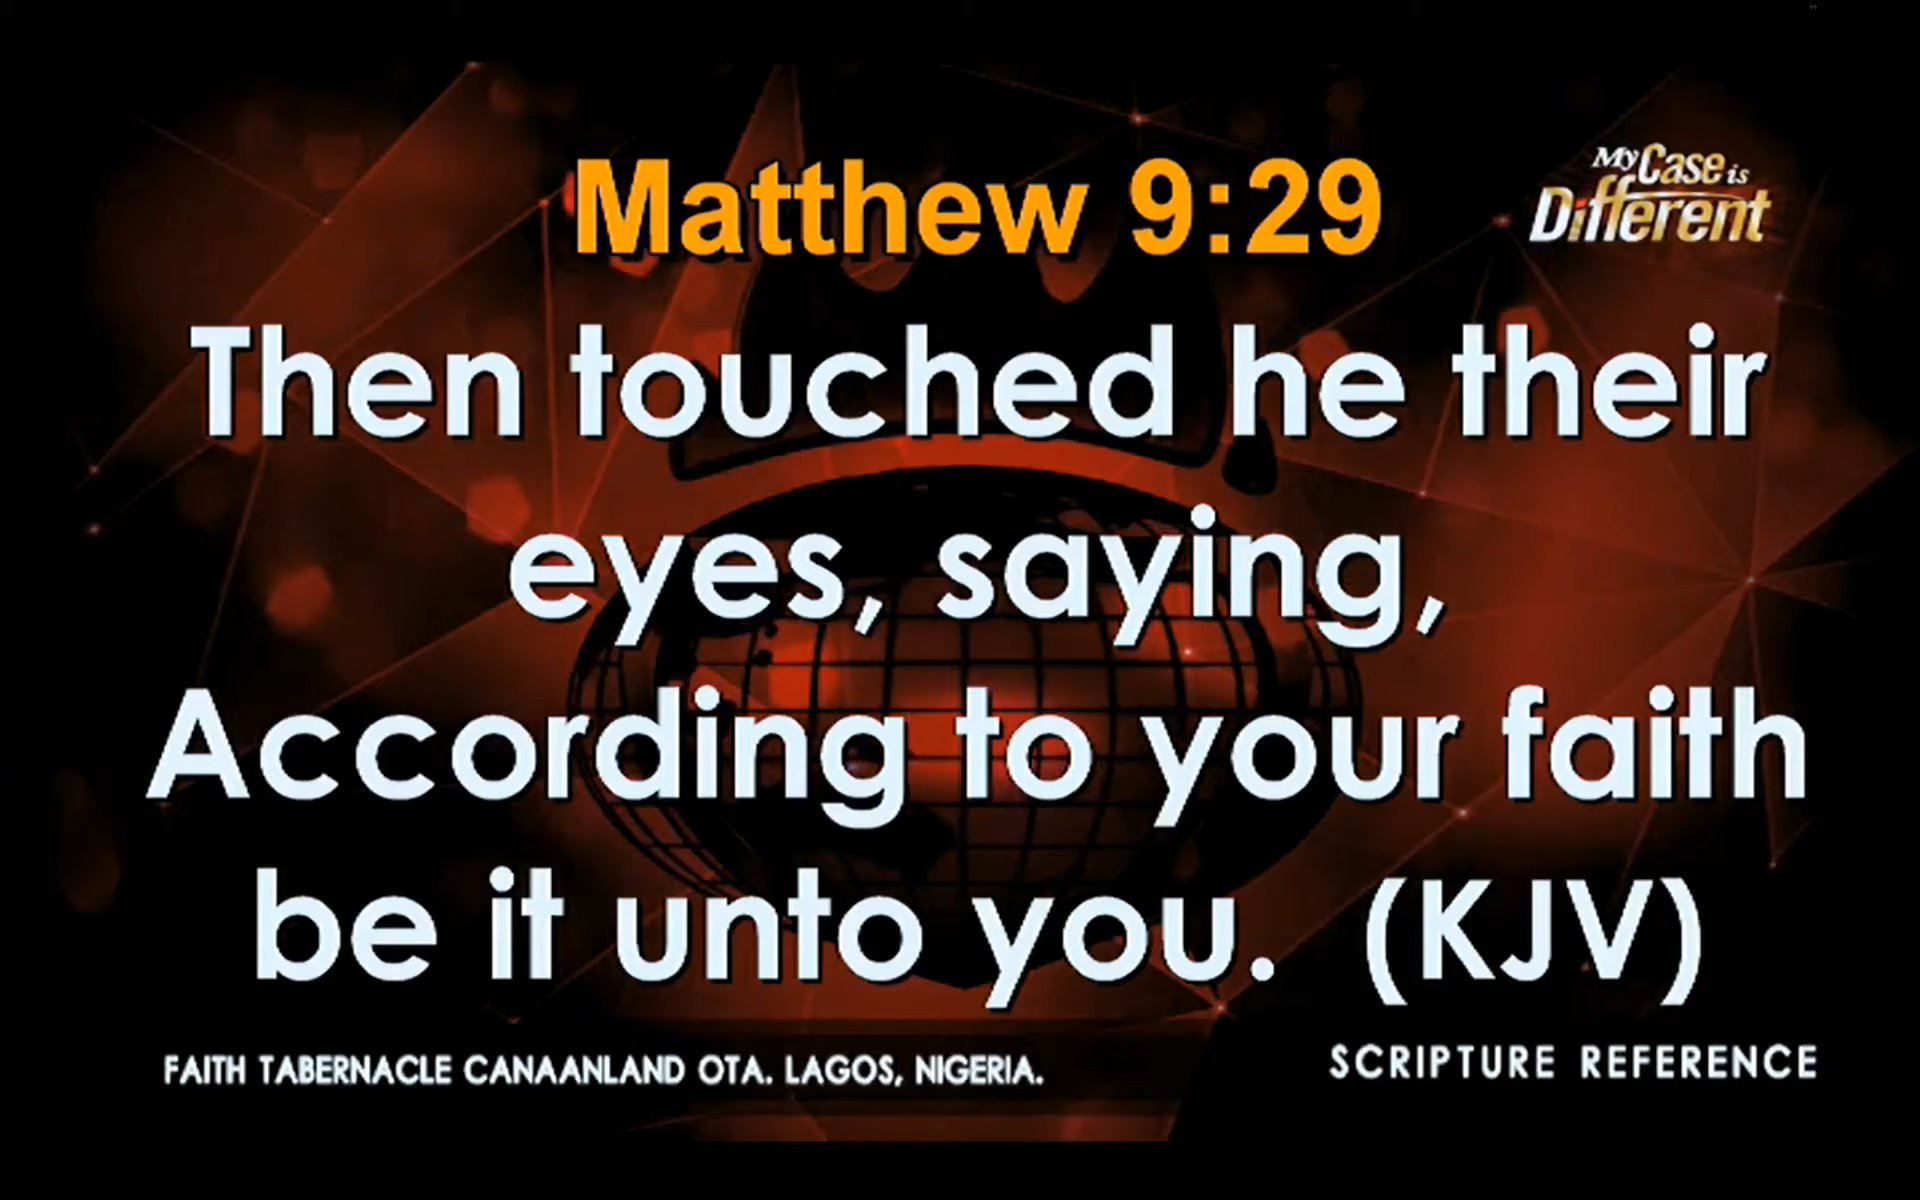 Matthew 9:29
My Case is
Different
Then touched he their
eyes, saying,
According to your faith
be it unto you. (KJV)
FAITH TABERNACLE CANAANLAND OTA. LAGOS, NIGERIA.
SCRIPTURE REFERENCE